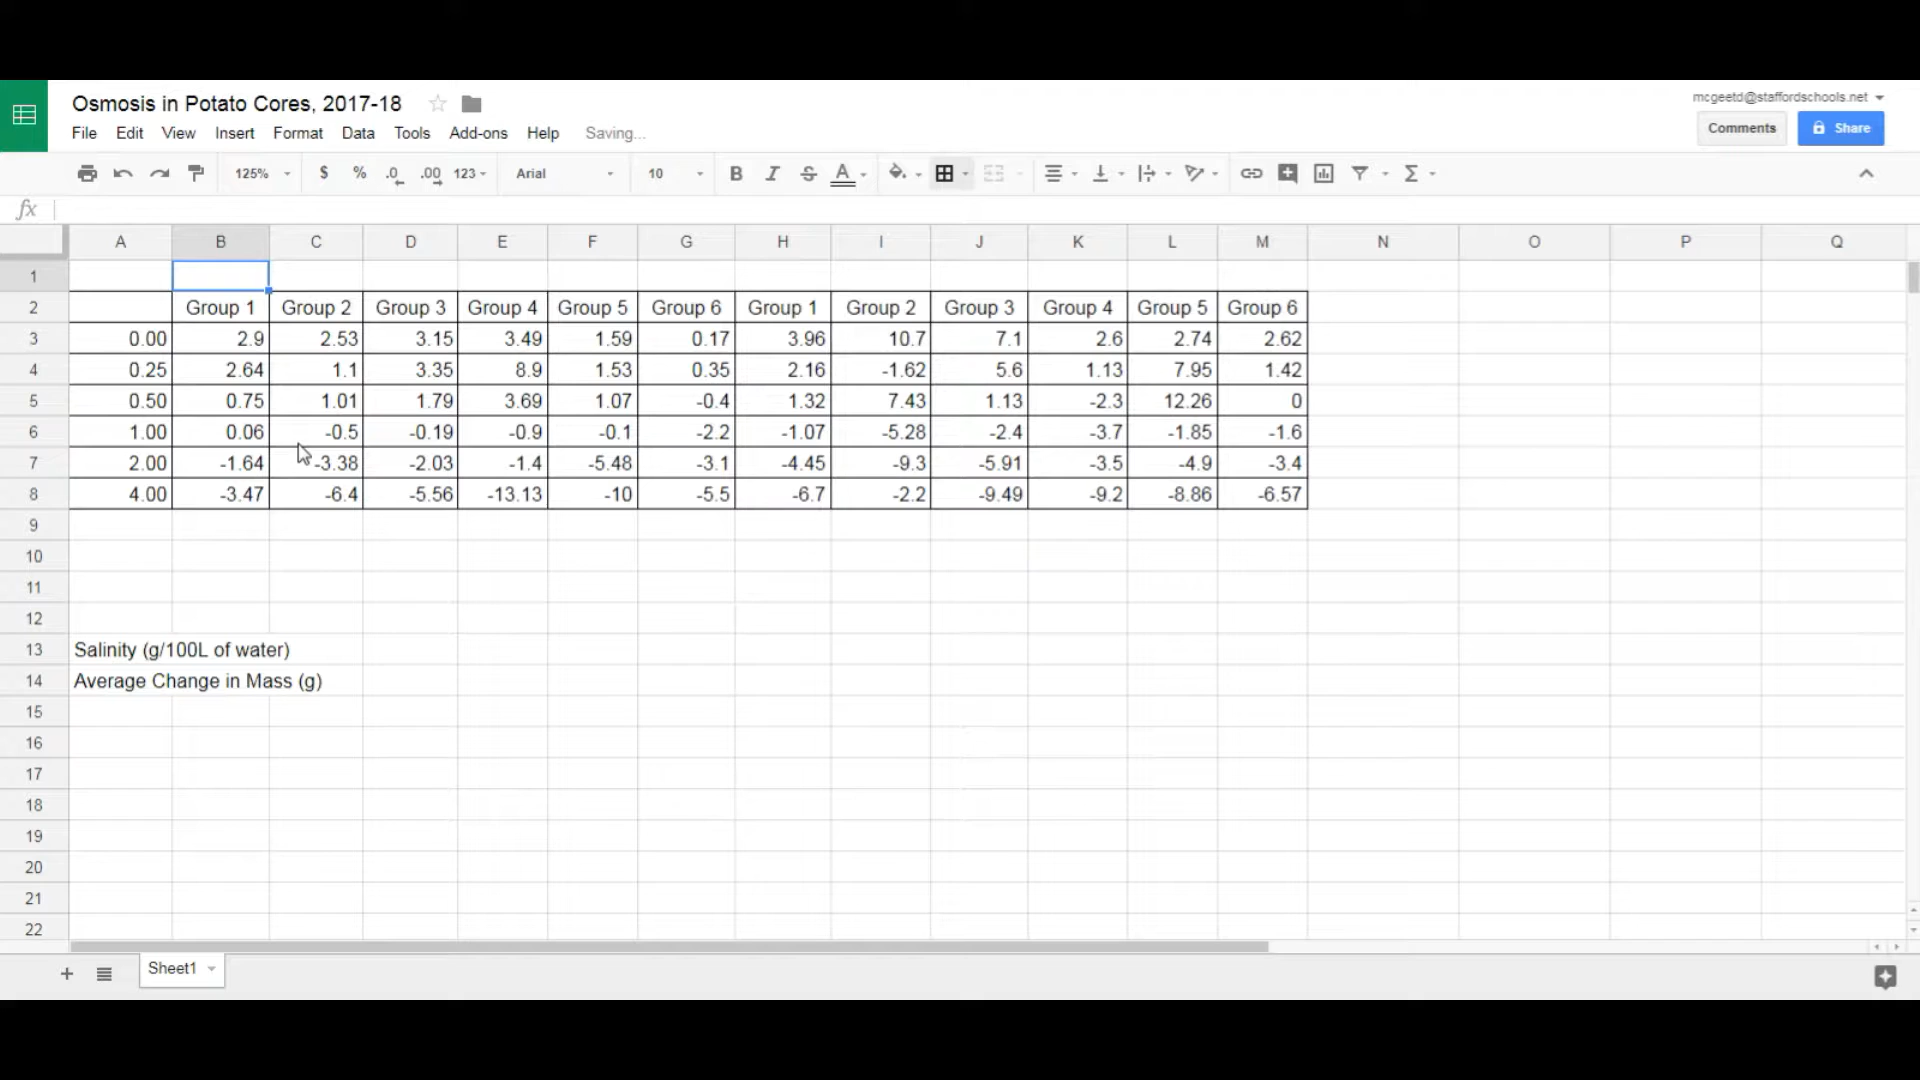 Osmosis in Potato Cores, 2017-18
mcgeetd@staffordschools.net
File Edit View Insert Format Data Tools Add-ons Help Saving...
Comments Share
125% $ % .0 .00 123 Arial 10 B I S A Σ
fx
A B C D E F G H I J K L M N O P Q
1
2 Group 1 Group 2 Group 3 Group 4 Group 5 Group 6 Group 1 Group 2 Group 3 Group 4 Group 5 Group 6
3 0.00 2.9 2.53 3.15 3.49 1.59 0.17 3.96 10.7 7.1 2.6 2.74 2.62
4 0.25 2.64 1.1 3.35 8.9 1.53 0.35 2.16 -1.62 5.6 1.13 7.95 1.42
5 0.50 0.75 1.01 1.79 3.69 1.07 -0.4 1.32 7.43 1.13 -2.3 12.26 0
6 1.00 0.06 -0.5 -0.19 -0.9 -0.1 -2.2 -1.07 -5.28 -2.4 -3.7 -1.85 -1.6
7 2.00 -1.64 -3.38 -2.03 -1.4 -5.48 -3.1 -4.45 -9.3 -5.91 -3.5 -4.9 -3.4
8 4.00 -3.47 -6.4 -5.56 -13.13 -10 -5.5 -6.7 -2.2 -9.49 -9.2 -8.86 -6.57
9
10
11
12
13 Salinity (g/100L of water)
14 Average Change in Mass (g)
15
16
17
18
19
20
21
22
Sheet1